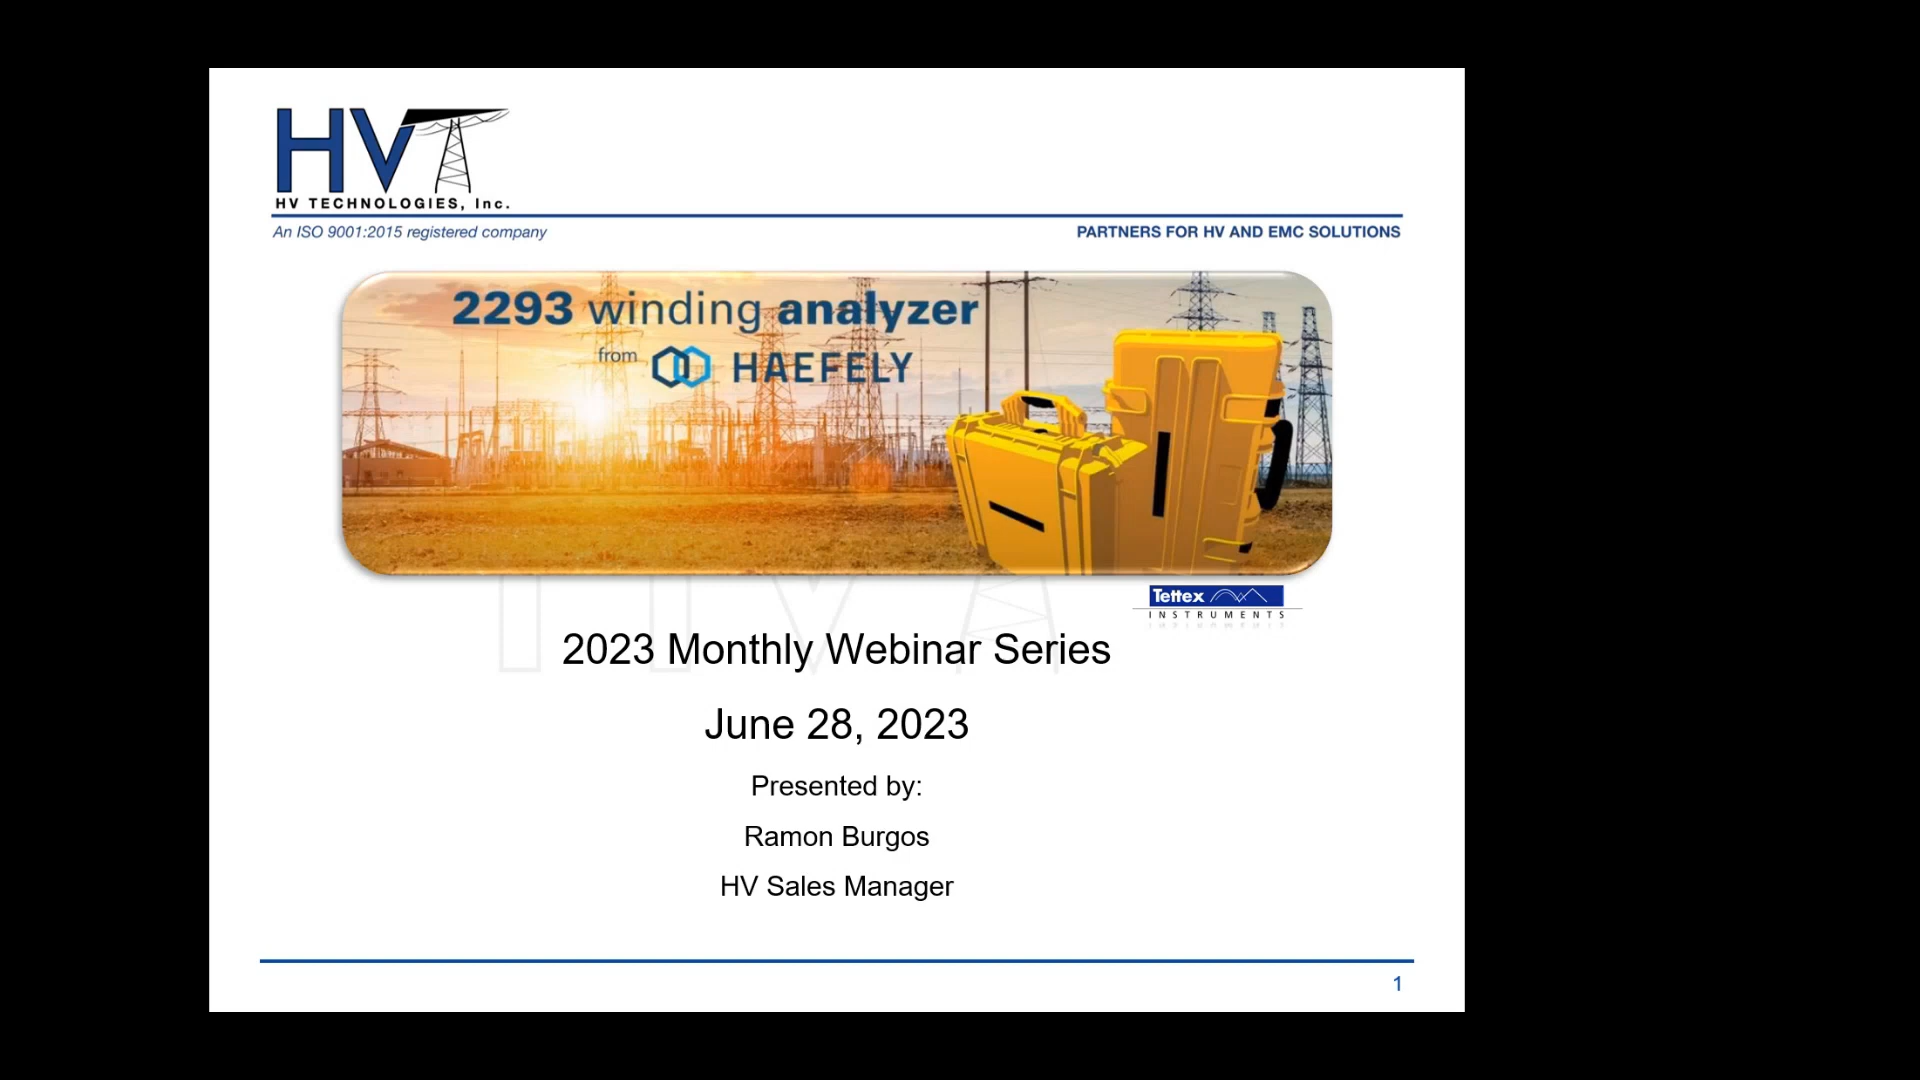 HVT
HV TECHNOLOGIES, Inc.
An ISO 9001:2015 registered company
PARTNERS FOR HV AND EMC SOLUTIONS
2293 winding analyzer
from HAEFELY
Tettex
INSTRUMENTS
2023 Monthly Webinar Series
June 28, 2023
Presented by:
Ramon Burgos
HV Sales Manager
1